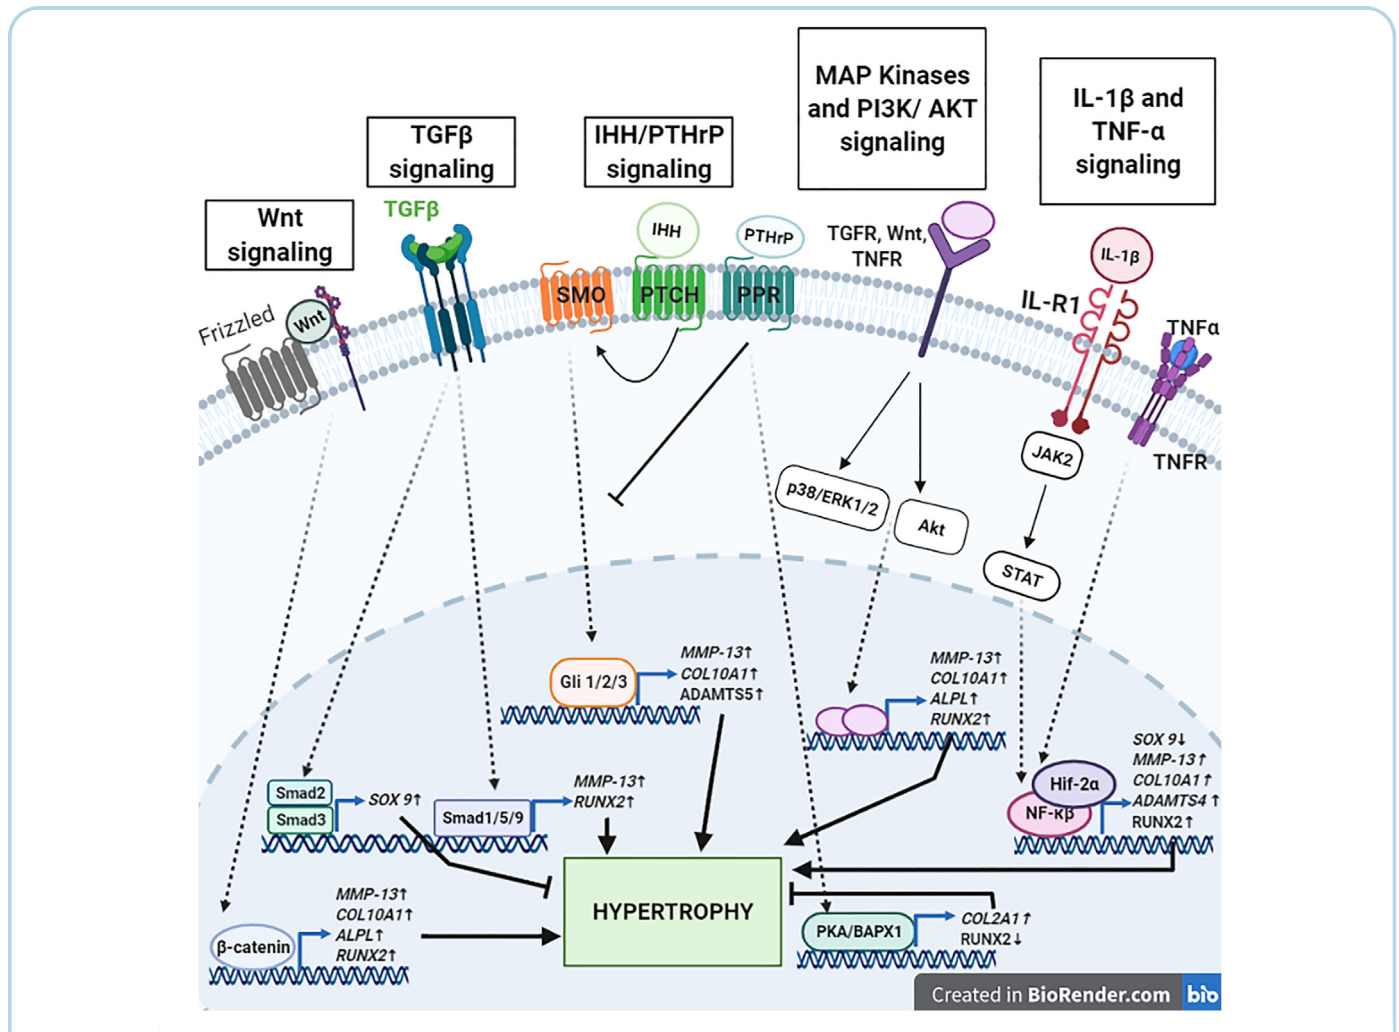 MAP Kinases
and PI3K/ AKT
signaling
IL-1β and
TNF-α
signaling
TGFβ
signaling
IHH/PTHrP
signaling
Wnt
signaling
TGFβ
IHH
PTHrP
TGFR, Wnt,
TNFR
IL-1β
SMO
PTCH
PPR
IL-R1
Frizzled
Wnt
TNFα
JAK2
TNFR
p38/ERK1/2
Akt
STAT
Gli 1/2/3
MMP-13↑
COL10A1↑
ADAMTS5↑
MMP-13↑
COL10A1↑
ALPL↑
RUNX2↑
Smad2
Smad3
SOX 9↑
Smad1/5/9
MMP-13↑
RUNX2↑
Hif-2α
NF-κβ
SOX 9↓
MMP-13↑
COL10A1↑
ADAMTS4↑
RUNX2↑
HYPERTROPHY
β-catenin
MMP-13↑
COL10A1↑
ALPL↑
RUNX2↑
PKA/BAPX1
COL2A1↑
RUNX2↓
Created in BioRender.com bio